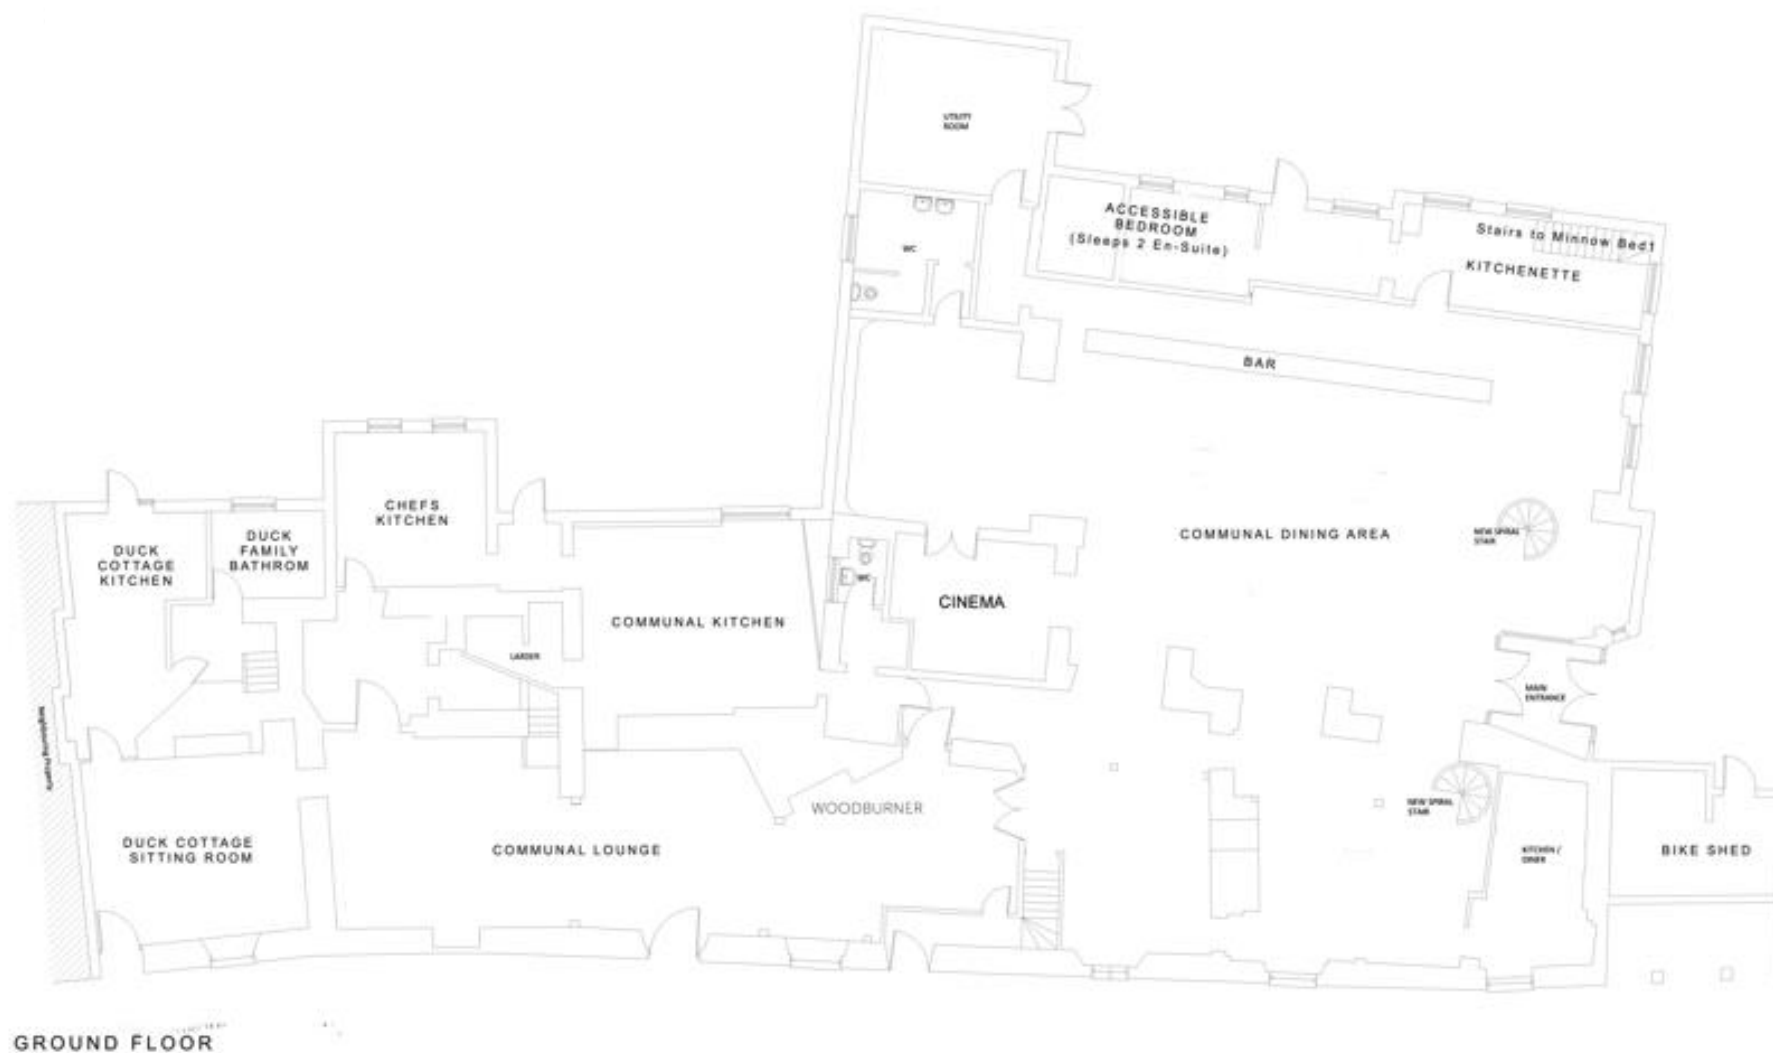 UTILITY
ROOM
ACCESSIBLE
BEDROOM
(Sleeps 2 En-Suite)
Stairs to Minnow Bed1
KITCHENETTE
WC
BAR
CHEFS
KITCHEN
DUCK
COTTAGE
KITCHEN
DUCK
FAMILY
BATHROM
COMMUNAL DINING AREA
NEW SPIRAL
STAIR
WC
CINEMA
COMMUNAL KITCHEN
LARDER
MAIN
ENTRANCE
Neighbouring Property
WOODBURNER
NEW SPIRAL
STAIR
DUCK COTTAGE
SITTING ROOM
COMMUNAL LOUNGE
KITCHEN /
DINER
BIKE SHED
GROUND FLOOR